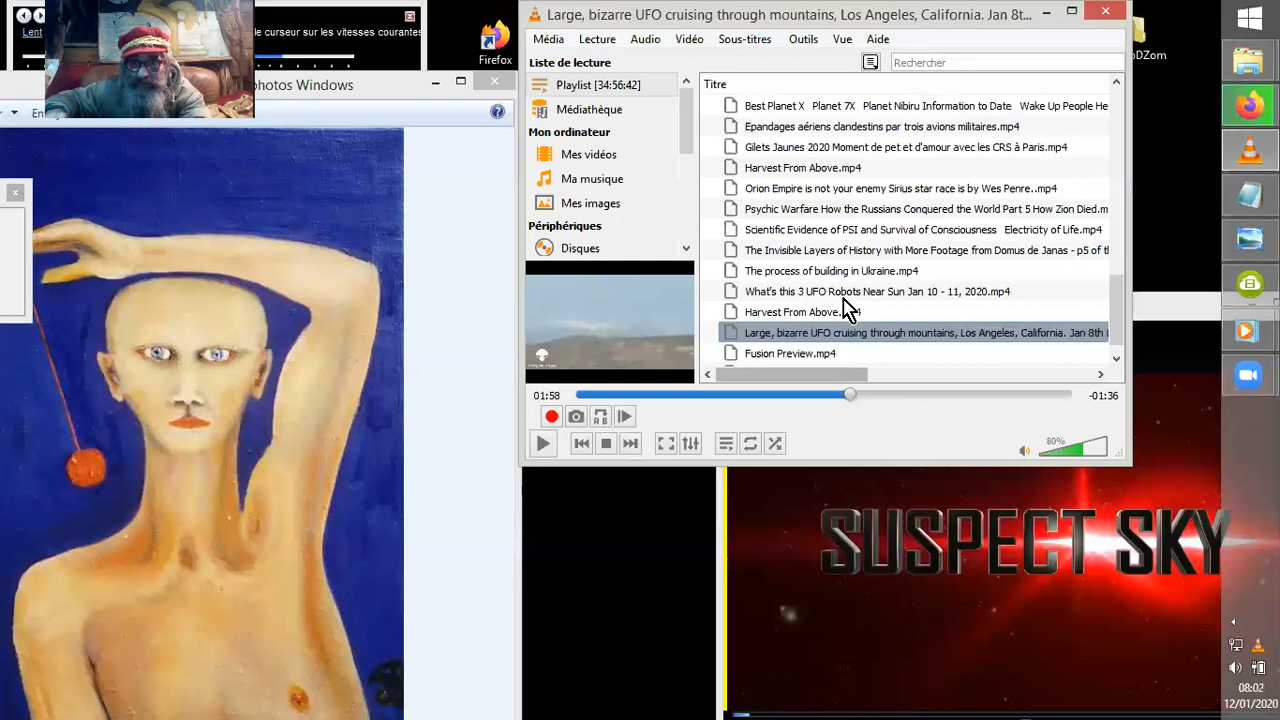 Lent
le curseur sur les vitesses courantes
Firefox
Large, bizarre UFO cruising through mountains, Los Angeles, California. Jan 8t...
Média Lecture Audio Vidéo Sous-titres Outils Vue Aide
Liste de lecture
Rechercher
photos Windows
Playlist [34:56:42]
Titre
Médiathèque
Best Planet X Planet 7X Planet Nbiru Information to Date Wake Up People He
Mon ordinateur
Epandages aériens clandestins par trois avions militaires.mp4
Gilets Jaunes 2020 Moment de pet et d'amour avec les CRS à Paris.mp4
Mes vidéos
Harvest From Above.mp4
Ma musique
Orion Empire is not your enemy Sirius star race is by Wes Penre..mp4
Mes images
Psychic Warfare How the Russians Conquered the World Part 5 How Zion Died.m
Périphériques
Scientific Evidence of PSI and Survival of Consciousness Electricity of Life.mp4
Disques
The Invisible Layers of History with More Footage from Domus de Janas - p5 of t
The process of building in Ukraine.mp4
What's this 3 UFO Robots Near Sun Jan 10 - 11, 2020.mp4
Harvest From Above.
Large, bizarre UFO cruising through mountains, Los Angeles, California. Jan 8th
Fusion Preview.mp4
01:58
-01:36
80%
SUSPECT SKY
08:02
12/01/2020